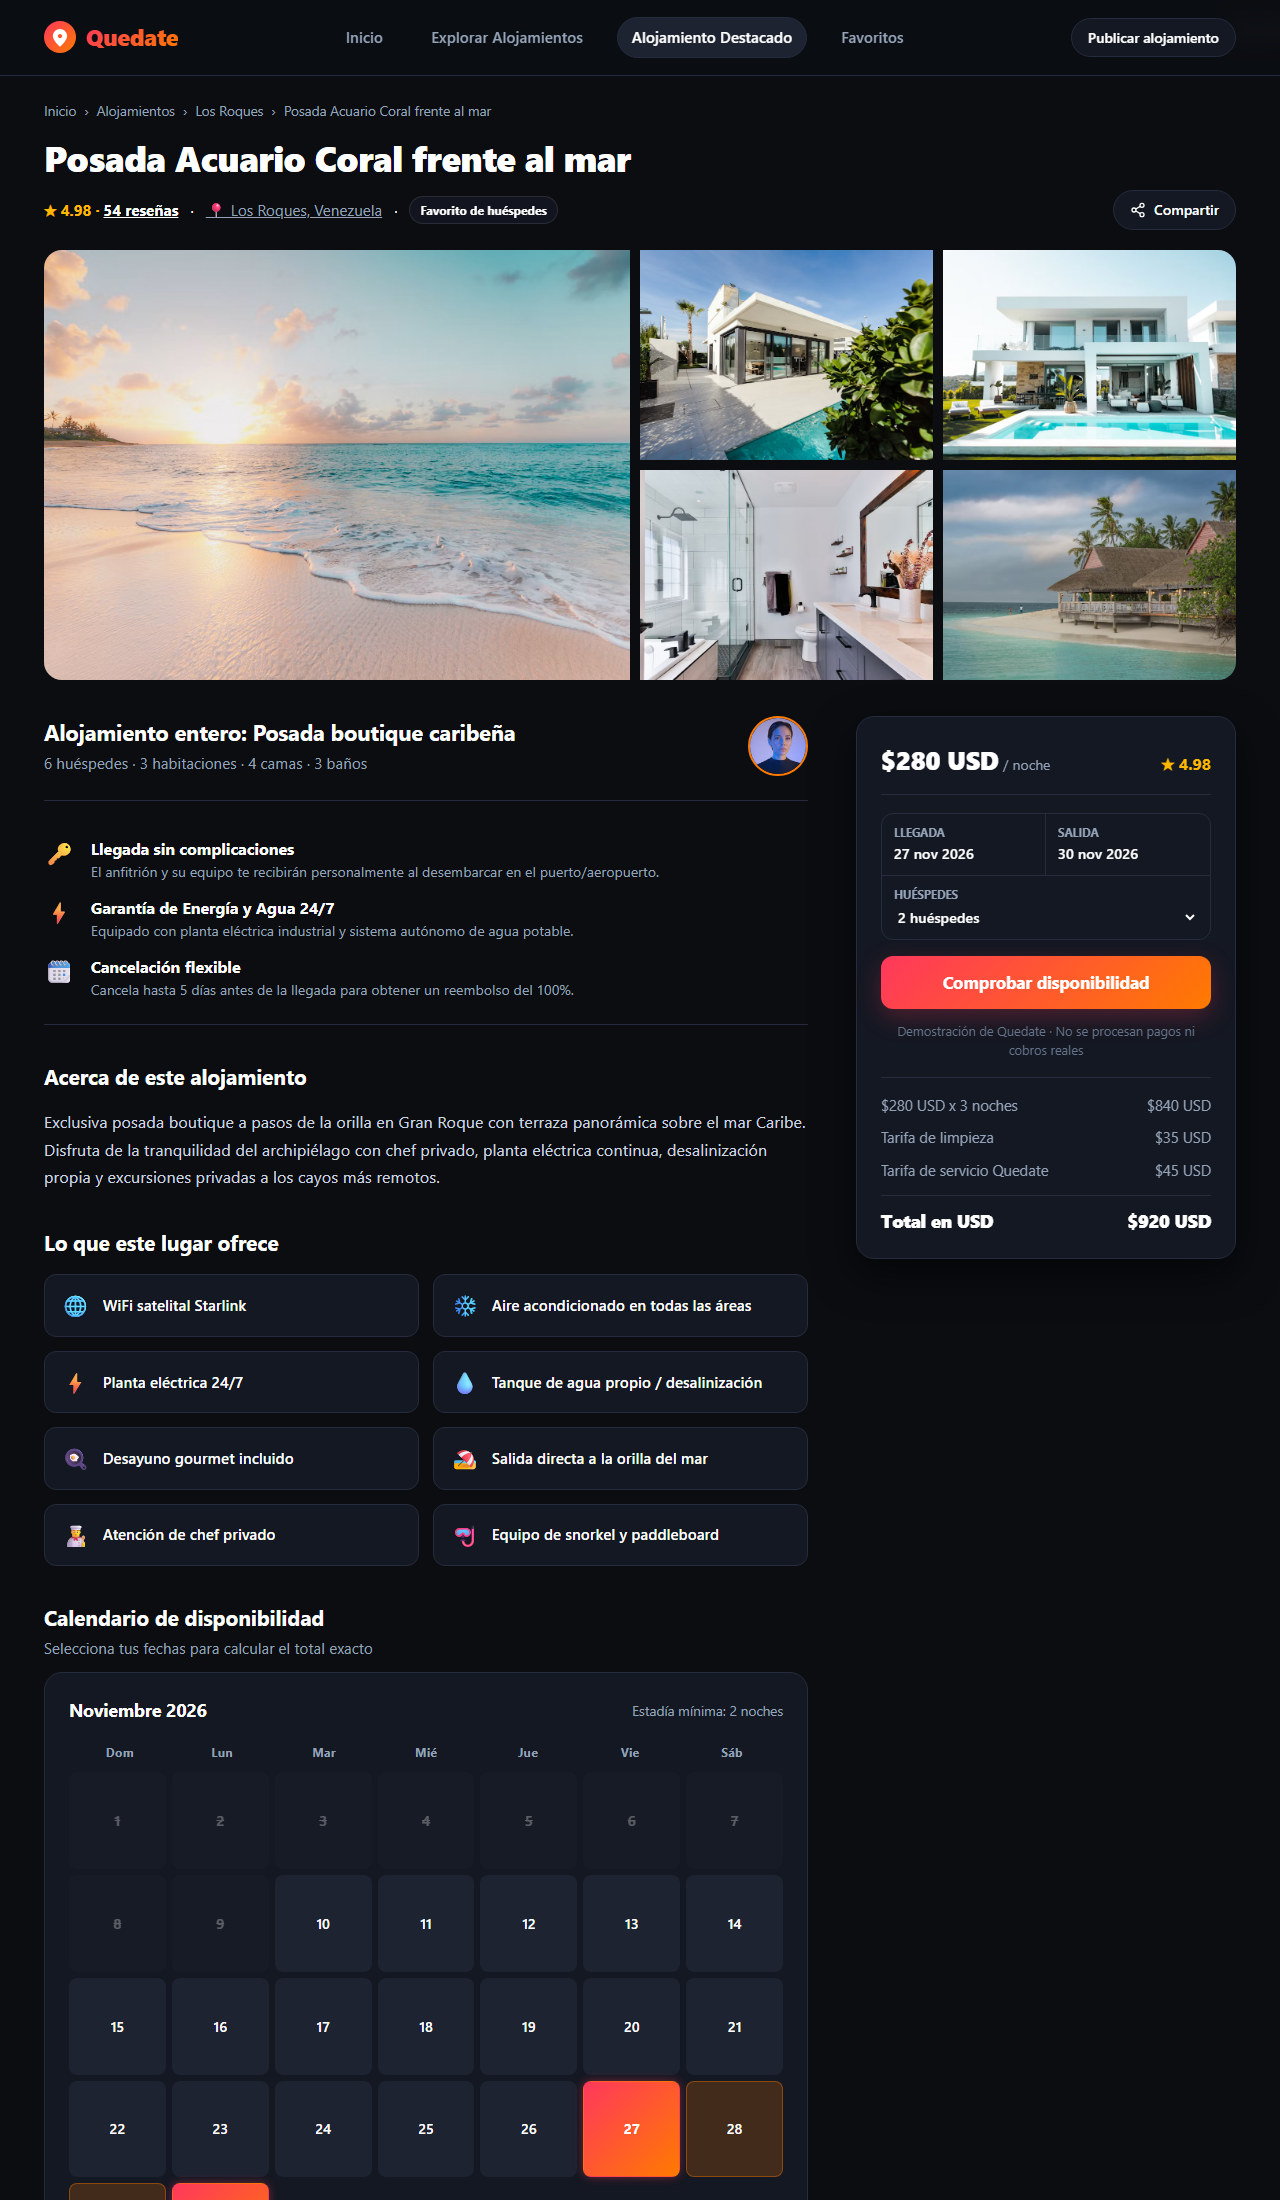 Quedate
Inicio
Explorar Alojamientos
Alojamiento Destacado
Favoritos
Publicar alojamiento
Inicio › Alojamientos › Los Roques › Posada Acuario Coral frente al mar
Posada Acuario Coral frente al mar
★ 4.98 · 54 reseñas · 📍 Los Roques, Venezuela · Favorito de huéspedes
Compartir
Alojamiento entero: Posada boutique caribeña
6 huéspedes · 3 habitaciones · 4 camas · 3 baños
Llegada sin complicaciones
El anfitrión y su equipo te recibirán personalmente al desembarcar en el puerto/aeropuerto.
Garantía de Energía y Agua 24/7
Equipado con planta eléctrica industrial y sistema autónomo de agua potable.
Cancelación flexible
Cancela hasta 5 días antes de la llegada para obtener un reembolso del 100%.
Acerca de este alojamiento
Exclusiva posada boutique a pasos de la orilla en Gran Roque con terraza panorámica sobre el mar Caribe.
Disfruta de la tranquilidad del archipiélago con chef privado, planta eléctrica continua, desalinización
propia y excursiones privadas a los cayos más remotos.
Lo que este lugar ofrece
WiFi satelital Starlink
Aire acondicionado en todas las áreas
Planta eléctrica 24/7
Tanque de agua propio / desalinización
Desayuno gourmet incluido
Salida directa a la orilla del mar
Atención de chef privado
Equipo de snorkel y paddleboard
Calendario de disponibilidad
Selecciona tus fechas para calcular el total exacto
Noviembre 2026
Estadía mínima: 2 noches
Dom Lun Mar Mié Jue Vie Sáb
1 2 3 4 5 6 7
8 9 10 11 12 13 14
15 16 17 18 19 20 21
22 23 24 25 26 27 28
$280 USD / noche
★ 4.98
LLEGADA
27 nov 2026
SALIDA
30 nov 2026
HUÉSPEDES
2 huéspedes
Comprobar disponibilidad
Demostración de Quedate · No se procesan pagos ni
cobros reales
$280 USD x 3 noches $840 USD
Tarifa de limpieza $35 USD
Tarifa de servicio Quedate $45 USD
Total en USD $920 USD